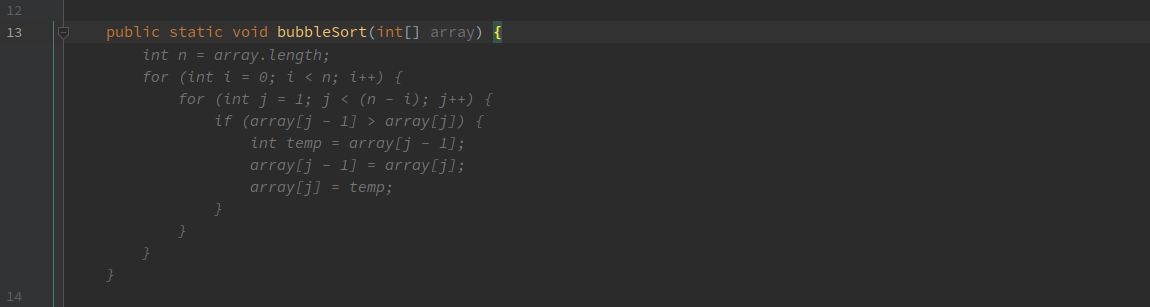 12
13 public static void bubbleSort(int[] array) {
int n = array.length;
for (int i = 0; i < n; i++) {
for (int j = 1; j < (n - i); j++) {
if (array[j - 1] > array[j]) {
int temp = array[j - 1];
array[j - 1] = array[j];
array[j] = temp;
}
}
}
}
14